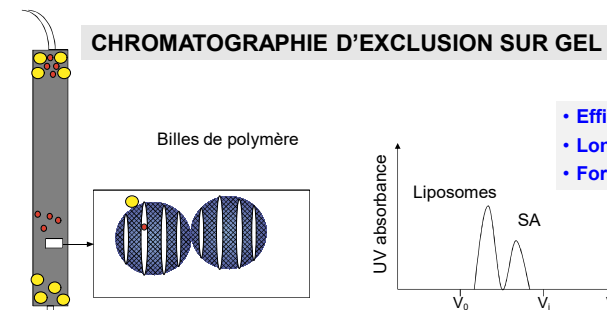 CHROMATOGRAPHIE D'EXCLUSION SUR GEL
Billes de polymère
• Effi
• Lon
• For
UV absorbance
Liposomes
SA
V₀
Vᵢ